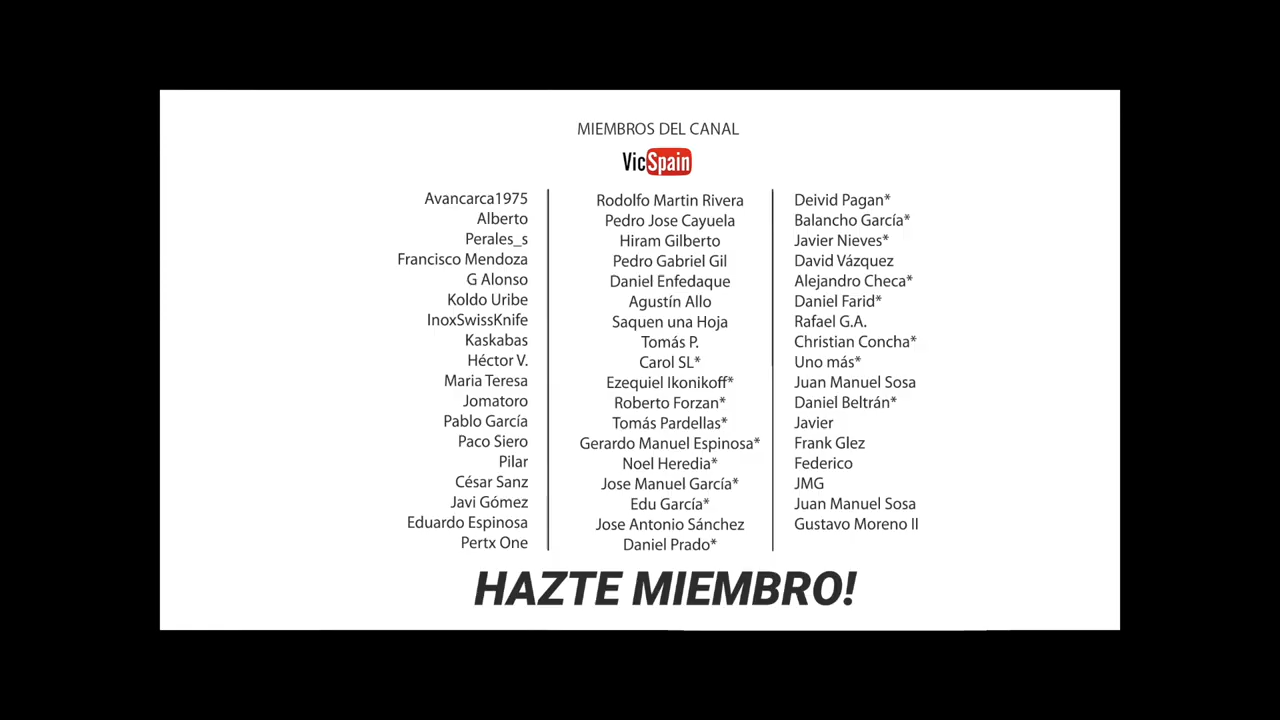 MIEMBROS DEL CANAL
VicSpain
Avancarca1975
Alberto
Perales_s
Francisco Mendoza
G Alonso
Koldo Uribe
InoxSwissKnife
Kaskabas
Héctor V.
Maria Teresa
Jomatoro
Pablo García
Paco Siero
Pilar
César Sanz
Javi Gómez
Eduardo Espinosa
Pertx One
Rodolfo Martin Rivera
Pedro Jose Cayuela
Hiram Gilberto
Pedro Gabriel Gil
Daniel Enfedaque
Agustín Allo
Saquen una Hoja
Tomás P.
Carol SL*
Ezequiel Ikonikoff*
Roberto Forzan*
Tomás Pardellas*
Gerardo Manuel Espinosa*
Noel Heredia*
Jose Manuel García*
Edu García*
Jose Antonio Sánchez
Daniel Prado*
Deivid Pagan*
Balancho García*
Javier Nieves*
David Vázquez
Alejandro Checa*
Daniel Farid*
Rafael G.A.
Christian Concha*
Uno más*
Juan Manuel Sosa
Daniel Beltrán*
Javier
Frank Glez
Federico
JMG
Juan Manuel Sosa
Gustavo Moreno II
HAZTE MIEMBRO!